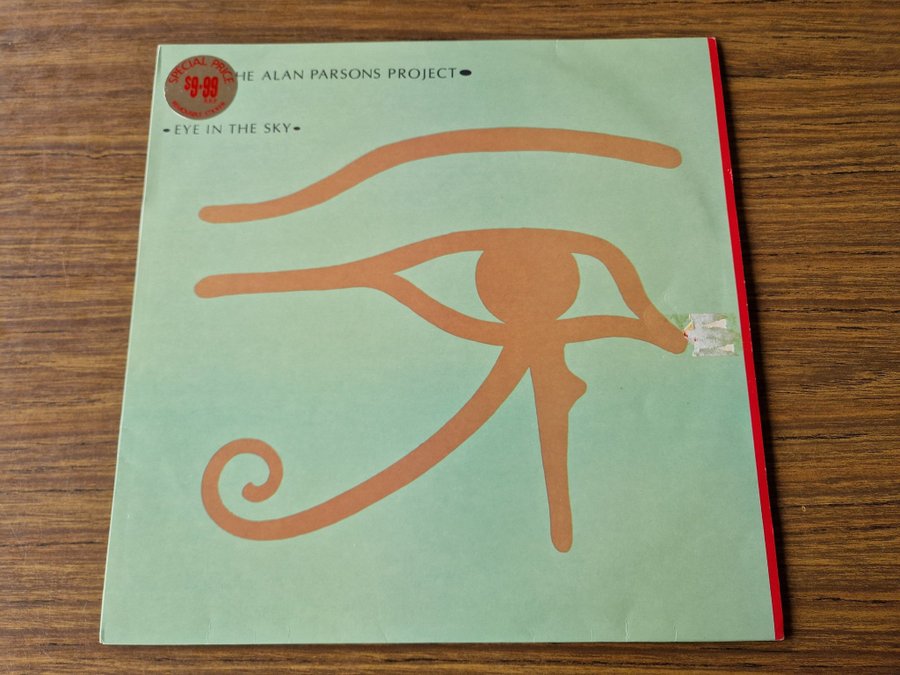 SPECIAL PRICE
$9·99
HE ALAN PARSONS PROJECT●
•EYE IN THE SKY•